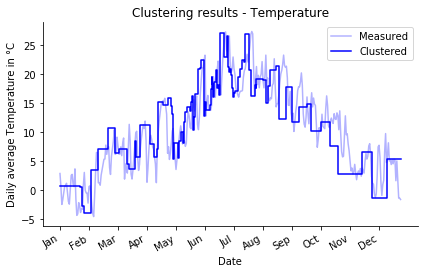 Clustering results - Temperature
Measured
Clustered
Daily average Temperature in °C
25
20
15
10
5
0
−5
Jan Feb Mar Apr May Jun Jul Aug Sep Oct Nov Dec
Date